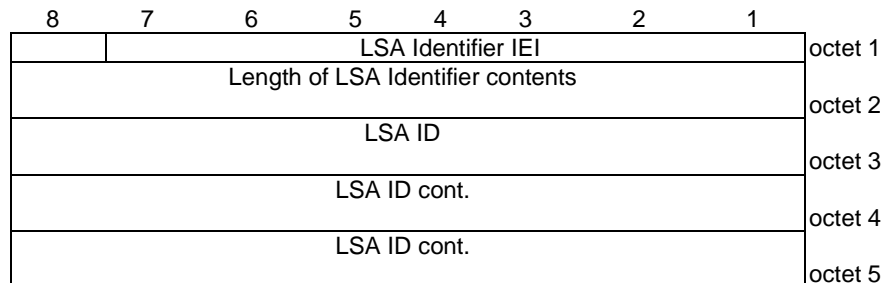 8 7 6 5 4 3 2 1
LSA Identifier IEI octet 1
Length of LSA Identifier contents
octet 2
LSA ID
octet 3
LSA ID cont.
octet 4
LSA ID cont.
octet 5